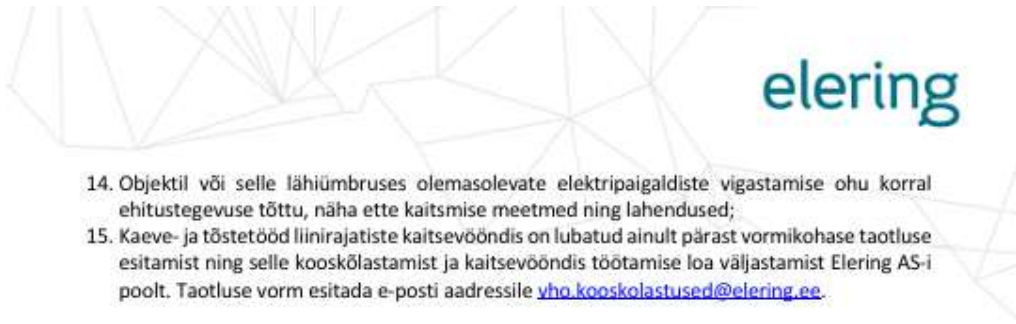 elering
14. Objektil või selle lähiümbruses olemasolevate elektripaigaldiste vigastamise ohu korral
ehitustegevuse tõttu, näha ette kaitsmise meetmed ning lahendused;
15. Kaeve- ja tõstetööd liinirajatiste kaitsevööndis on lubatud ainult pärast vormikohase taotluse
esitamist ning selle kooskõlastamist ja kaitsevööndis töötamise loa väljastamist Elering AS-i
poolt. Taotluse vorm esitada e-posti aadressile vho.kooskolastused@elering.ee.